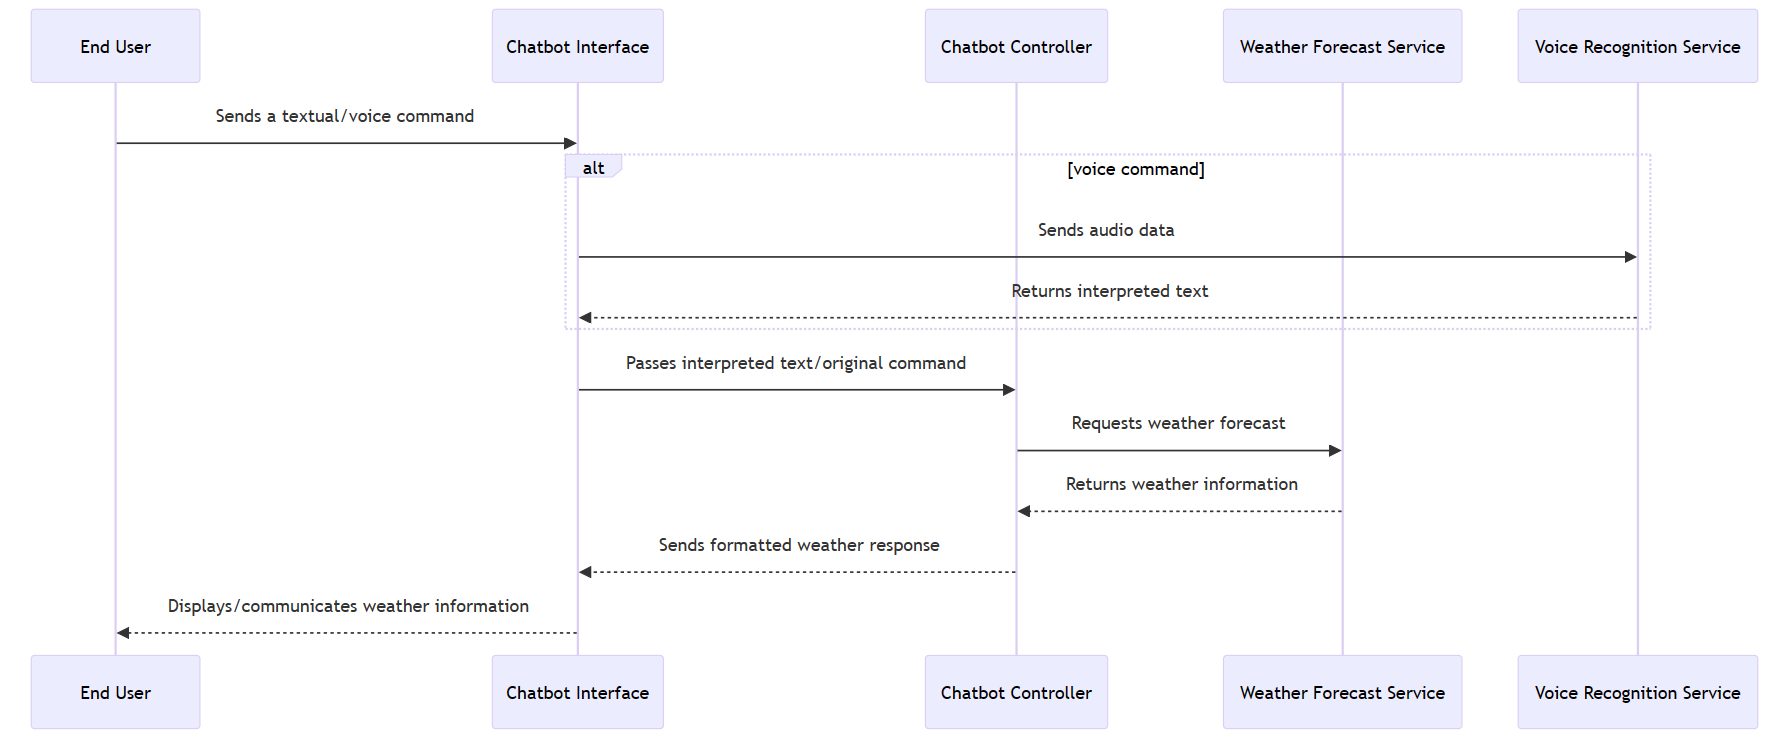 End User
Chatbot Interface
Chatbot Controller
Weather Forecast Service
Voice Recognition Service
Sends a textual/voice command
alt
[voice command]
Sends audio data
Returns interpreted text
Passes interpreted text/original command
Requests weather forecast
Returns weather information
Sends formatted weather response
Displays/communicates weather information
End User
Chatbot Interface
Chatbot Controller
Weather Forecast Service
Voice Recognition Service